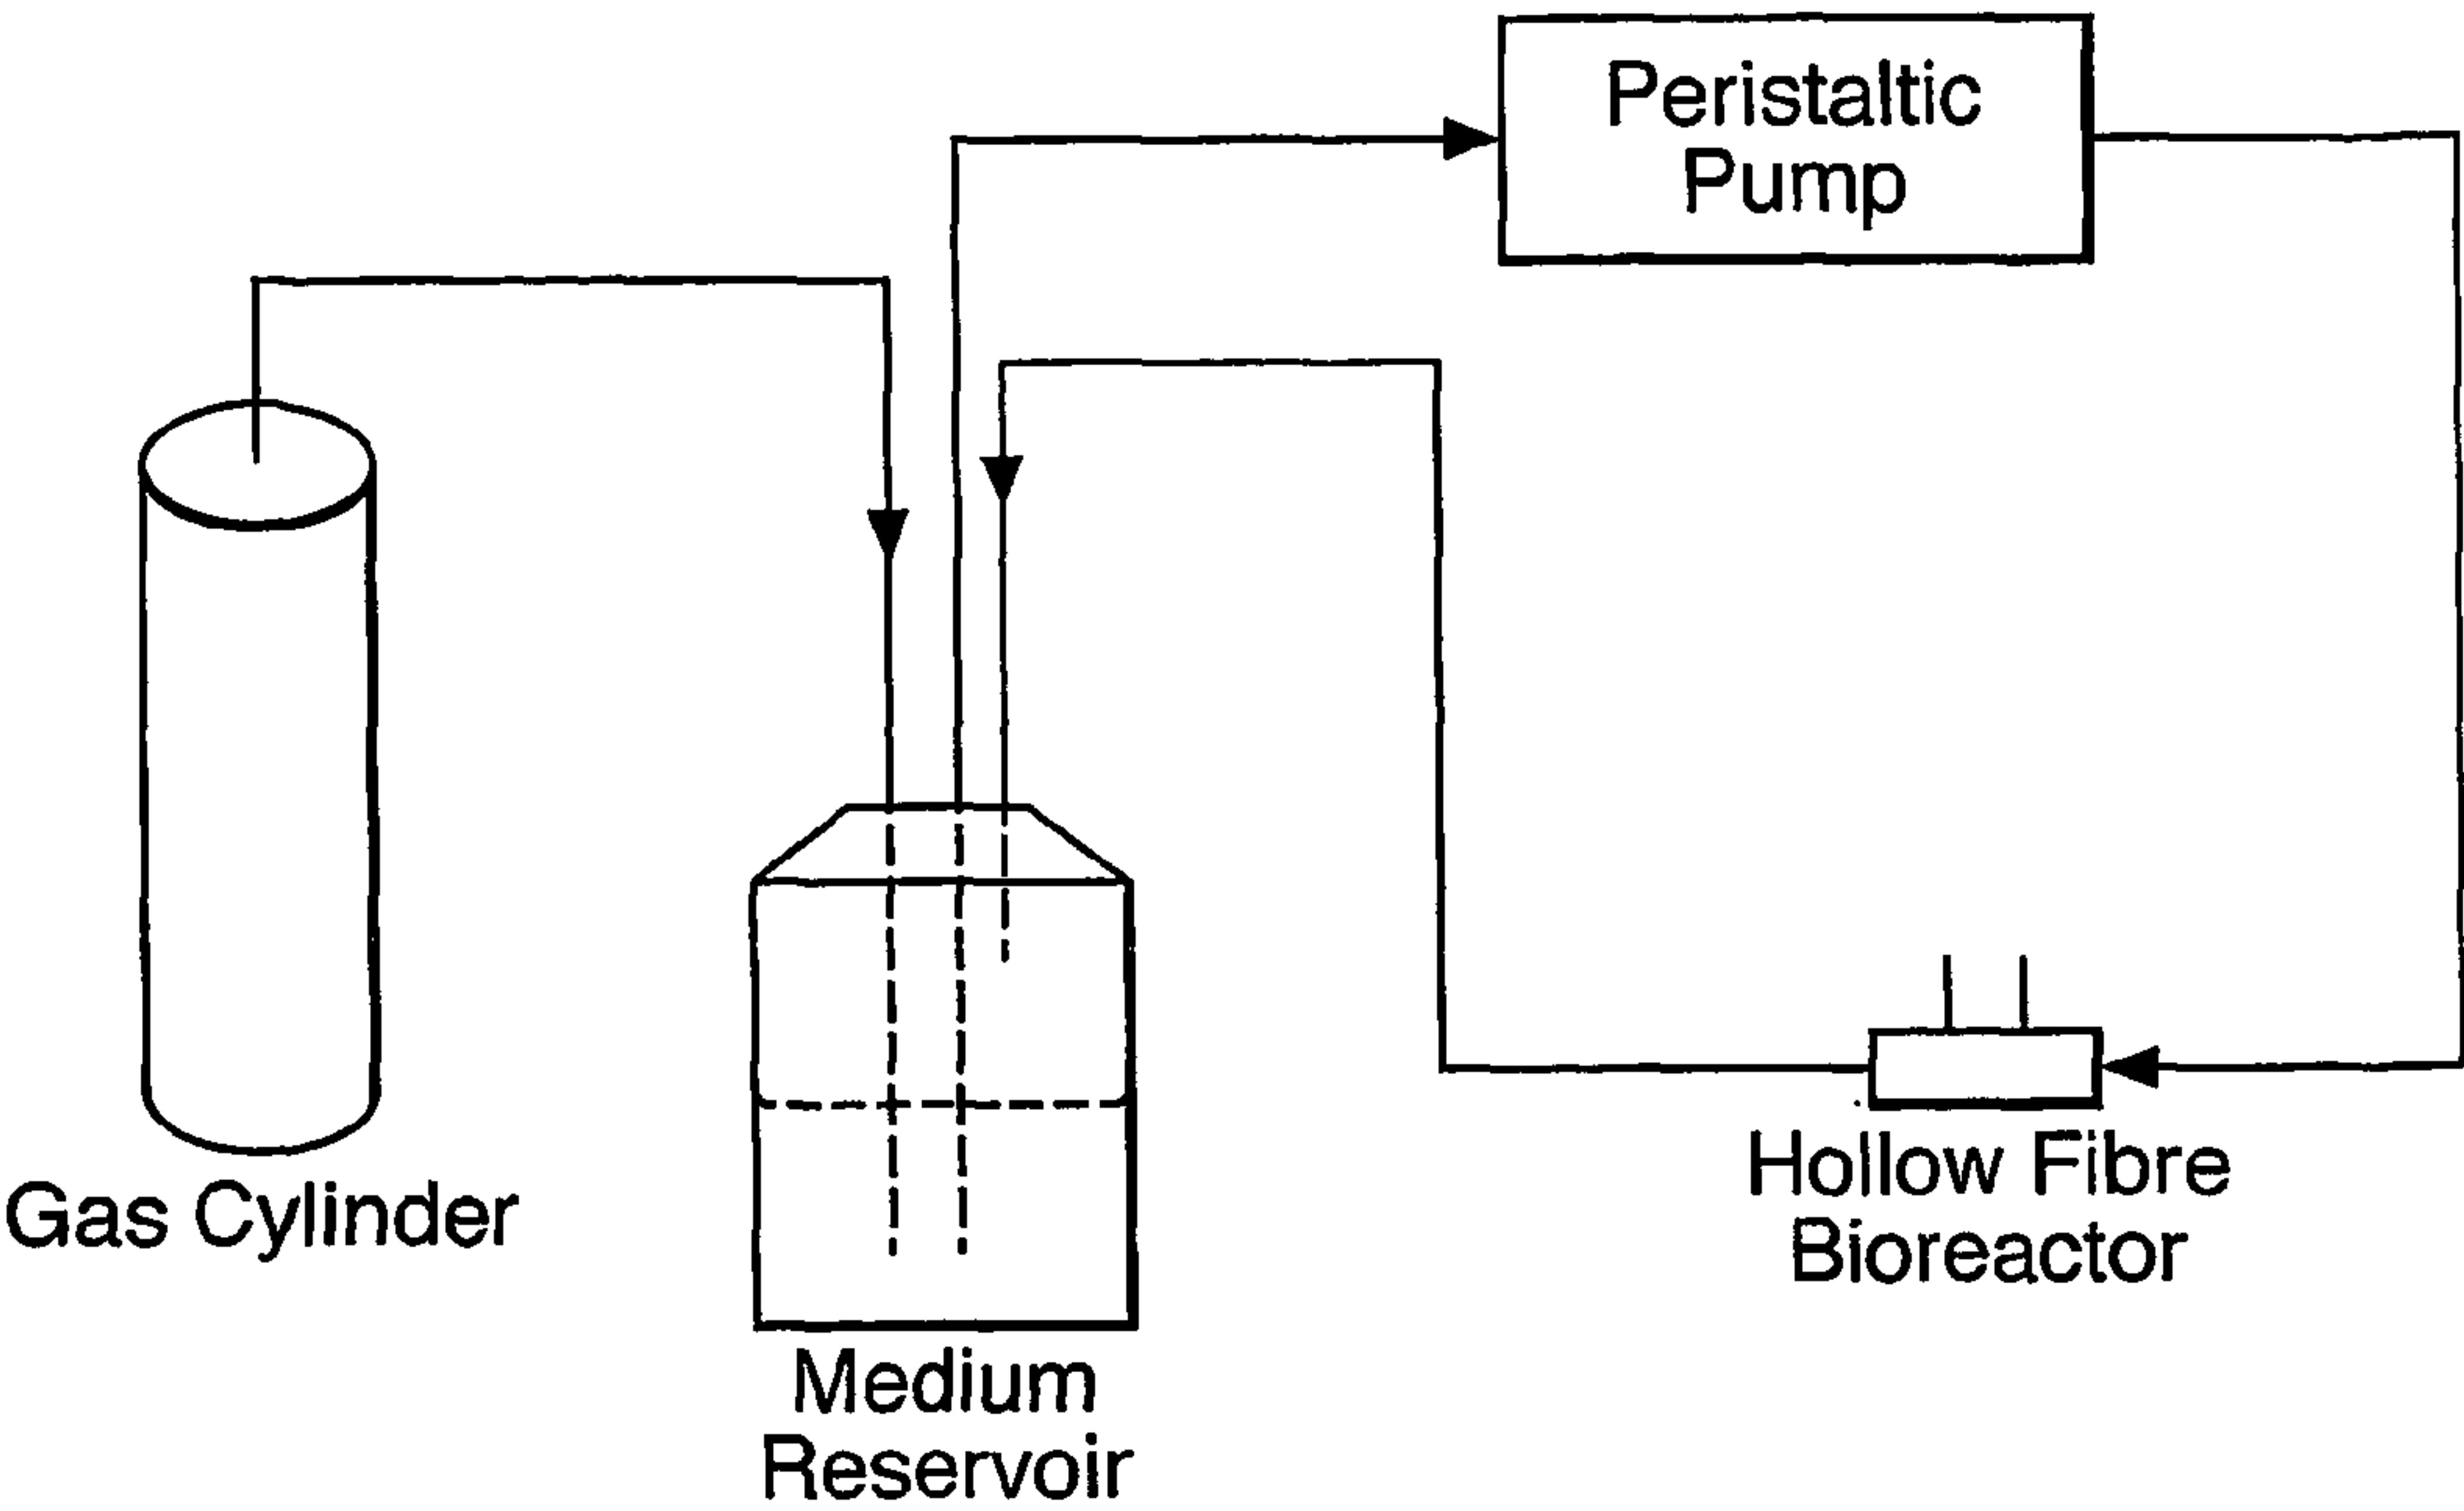 Peristaltic
Pump
Gas Cylinder
Medium
Reservoir
Hollow Fibre
Bioreactor